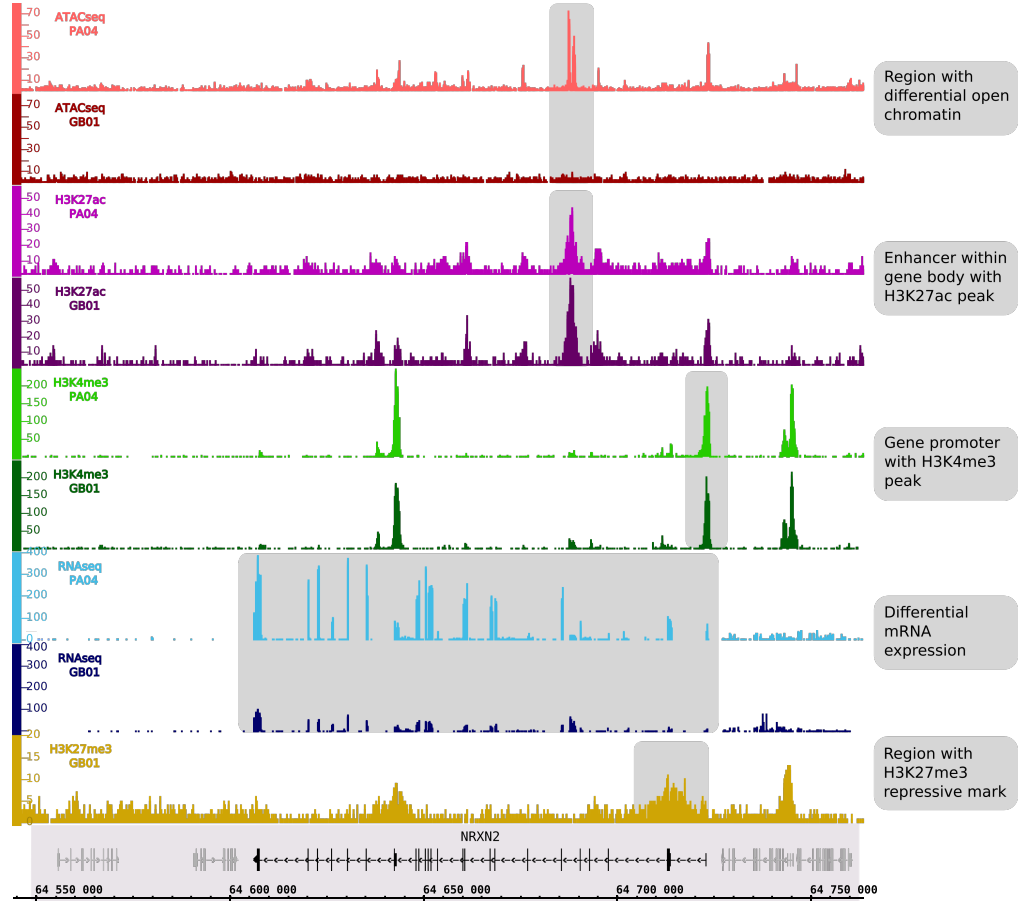 70
50
30
10
ATACseq
PA04
Region with
differential open
chromatin
70
50
30
10
ATACseq
GB01
50
40
30
20
10
H3K27ac
PA04
Enhancer within
gene body with
H3K27ac peak
50
40
30
20
10
H3K27ac
GB01
200
150
100
50
H3K4me3
PA04
Gene promoter
with H3K4me3
peak
200
150
100
50
H3K4me3
GB01
400
300
200
100
0
RNAseq
PA04
Differential
mRNA
expression
400
300
200
100
RNAseq
GB01
20
15
10
5
0
H3K27me3
GB01
Region with
H3K27me3
repressive mark
NRXN2
64 550 000 64 600 000 64 650 000 64 700 000 64 750 000